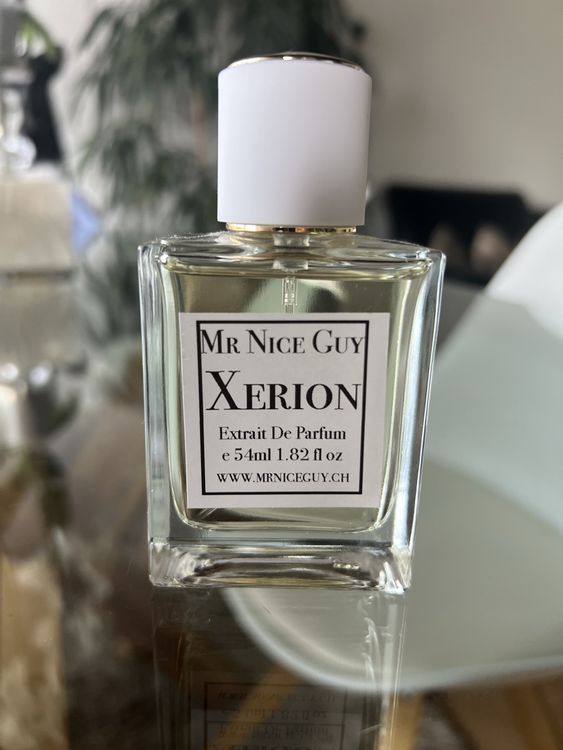 Mr Nice Guy
Xerion
Extrait De Parfum
e 54ml 1.82 fl oz
www.mrniceguy.ch